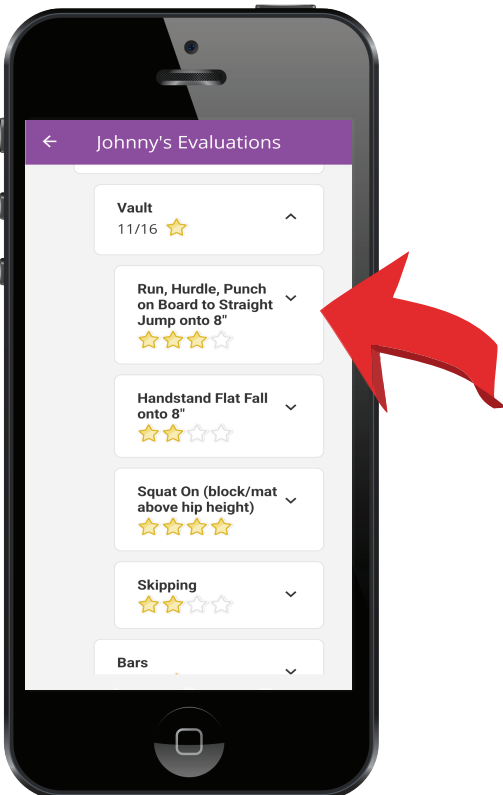 Johnny's Evaluations
Vault
11/16
Run, Hurdle, Punch
on Board to Straight
Jump onto 8"
Handstand Flat Fall
onto 8"
Squat On (block/mat
above hip height)
Skipping
Bars